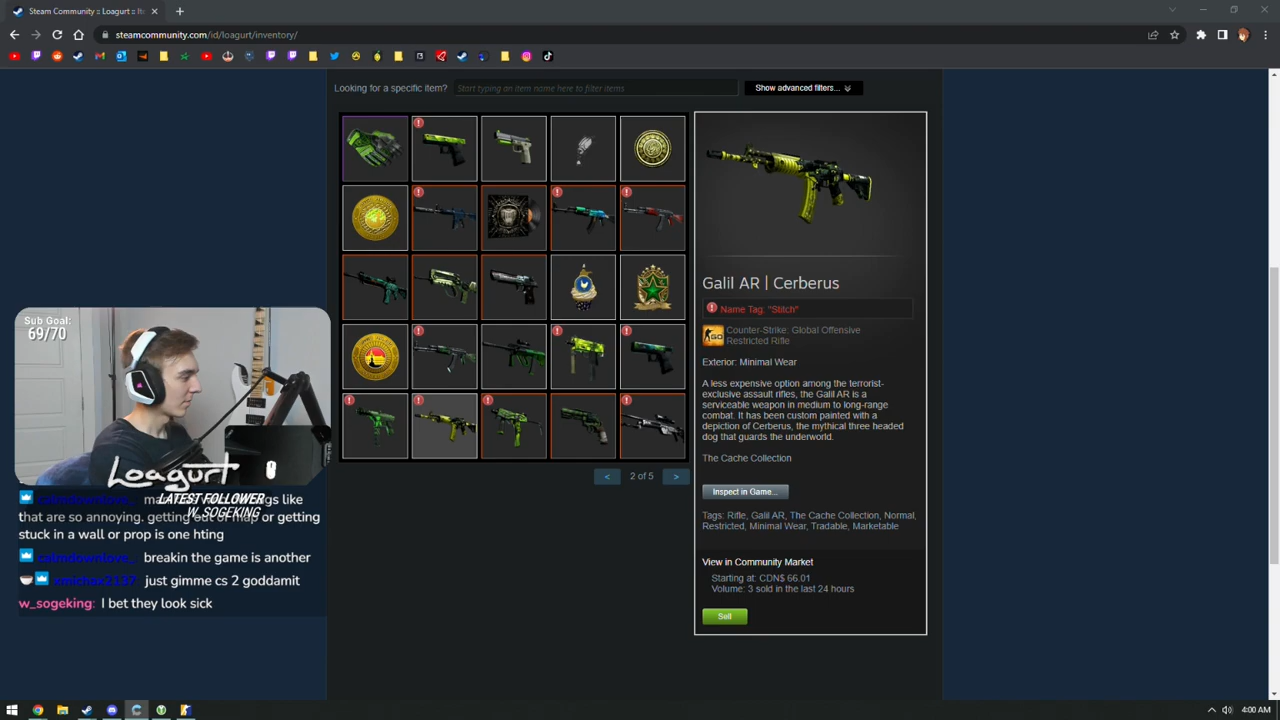 Steam Community :: Loagurt :: Ite
steamcommunity.com/id/loagurt/inventory/
Looking for a specific item?
Start typing an item name here to filter items
Show advanced filters...
Galil AR | Cerberus
Name Tag: "Stitch"
Counter-Strike: Global Offensive
Restricted Rifle
Exterior: Minimal Wear
A less expensive option among the terrorist-
exclusive assault rifles, the Galil AR is a
serviceable weapon in medium to long-range
combat. It has been custom painted with a
depiction of Cerberus, the mythical three headed
dog that guards the underworld.
The Cache Collection
< 2 of 5 >
Inspect in Game...
Tags: Rifle, Galil AR, The Cache Collection, Normal,
Restricted, Minimal Wear, Tradable, Marketable
View in Community Market
Starting at: CDN$ 66.01
Volume: 3 sold in the last 24 hours
Sell
Sub Goal:
69/70
Loagurt
LATEST FOLLOWER
W_SOGEKING
like
that are so annoying. getting out of map or getting
stuck in a wall or prop is one hting
calmdownlove_: breakin the game is another
xmichax2137: just gimme cs 2 goddamit
w_sogeking: I bet they look sick
4:00 AM